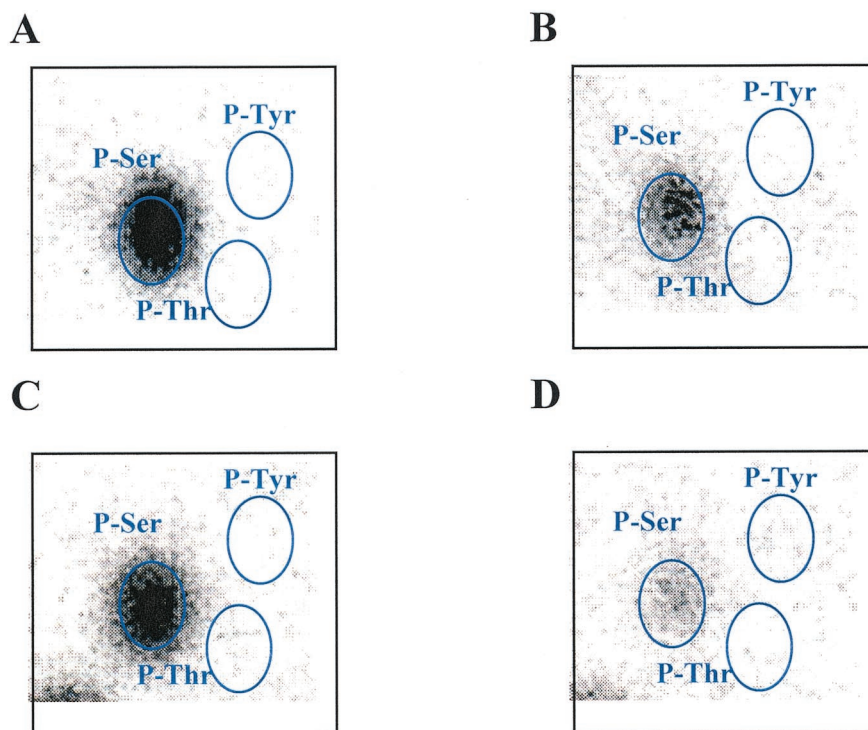 A
P-Tyr
P-Ser
P-Thr
B
P-Tyr
P-Ser
P-Thr
C
P-Tyr
P-Ser
P-Thr
D
P-Tyr
P-Ser
P-Thr